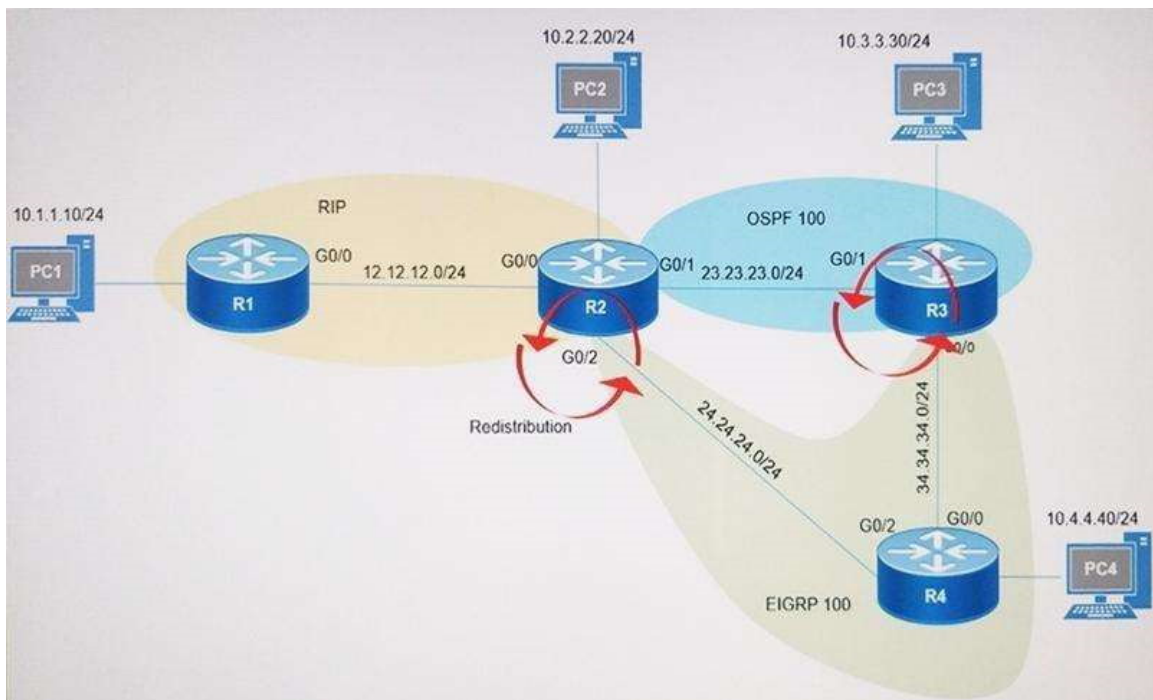 10.2.2.20/24
10.3.3.30/24
PC2
PC3
RIP
OSPF 100
10.1.1.10/24
PC1
G0/0
12.12.12.0/24
G0/0
G0/1
23.23.23.0/24
G0/1
R1
R2
R3
G0/2
G0/0
Redistribution
24.24.24.0/24
34.34.34.0/24
G0/2
G0/0
10.4.4.40/24
EIGRP 100
R4
PC4